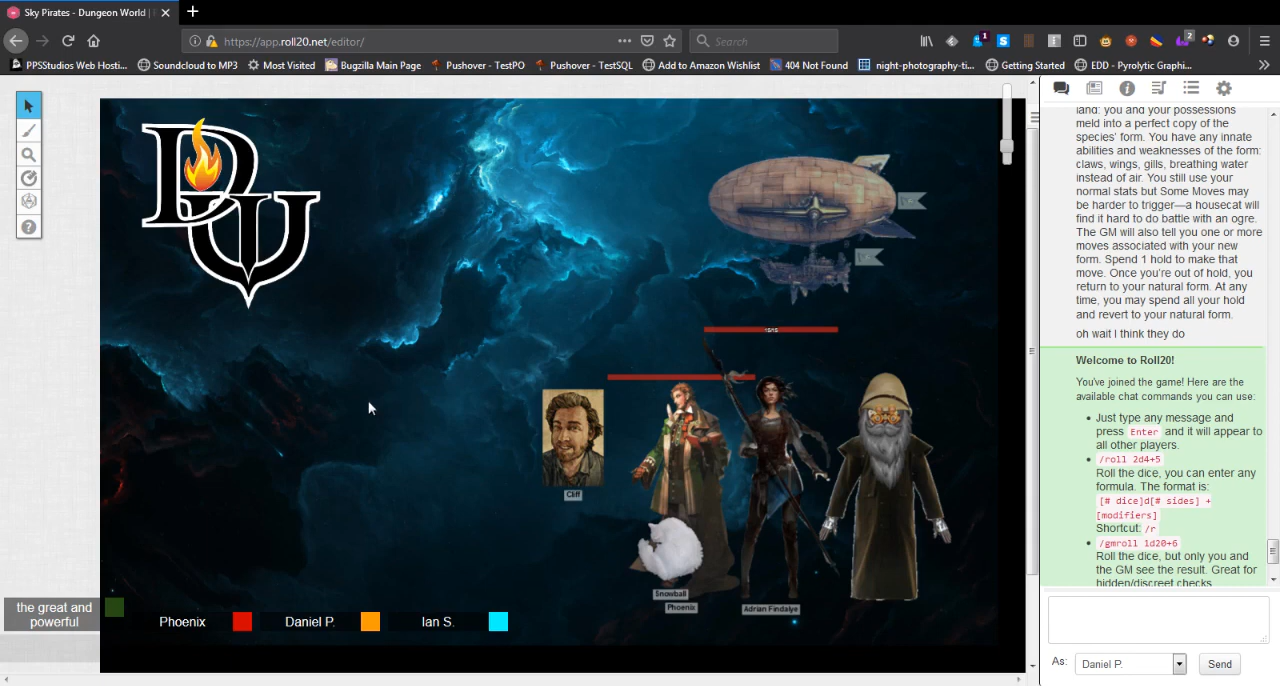 Sky Pirates - Dungeon World |
https://app.roll20.net/editor/
Search
1
2
PPSStudios Web Hosti...
Soundcloud to MP3
Most Visited
Bugzilla Main Page
Pushover - TestPO
Pushover - TestSQL
Add to Amazon Wishlist
404 Not Found
night-photography-ti...
Getting Started
EDD - Pyrolytic Graphi...
DU
15/15
Cliff
Snowball
Phoenix
Adrian Findalye
the great and
powerful
Phoenix
Daniel P.
Ian S.
land: you and your possessions
meld into a perfect copy of the
species' form. You have any innate
abilities and weaknesses of the form:
claws, wings, gills, breathing water
instead of air. You still use your
normal stats but Some Moves may
be harder to trigger—a housecat will
find it hard to do battle with an ogre.
The GM will also tell you one or more
moves associated with your new
form. Spend 1 hold to make that
move. Once you're out of hold, you
return to your natural form. At any
time, you may spend all your hold
and revert to your natural form.
oh wait I think they do
Welcome to Roll20!
You've joined the game! Here are the
available chat commands you can use:
Just type any message and
press Enter and it will appear to
all other players.
/roll 2d4+5
Roll the dice, you can enter any
formula. The format is:
[# dice]d[# sides] +
[modifiers]
Shortcut: /r
/gmroll 1d20+6
Roll the dice, but only you and
the GM see the result. Great for
hidden/discreet checks
As:
Daniel P.
Send